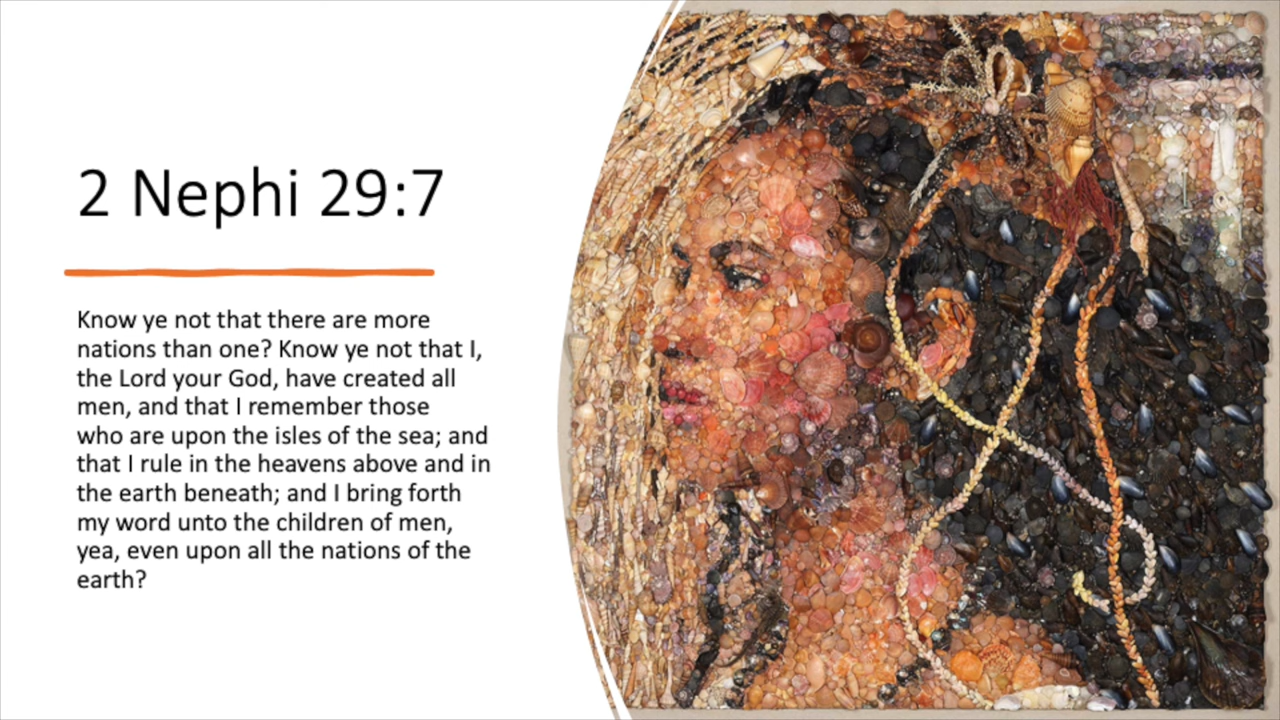 2 Nephi 29:7
Know ye not that there are more
nations than one? Know ye not that I,
the Lord your God, have created all
men, and that I remember those
who are upon the isles of the sea; and
that I rule in the heavens above and in
the earth beneath; and I bring forth
my word unto the children of men,
yea, even upon all the nations of the
earth?